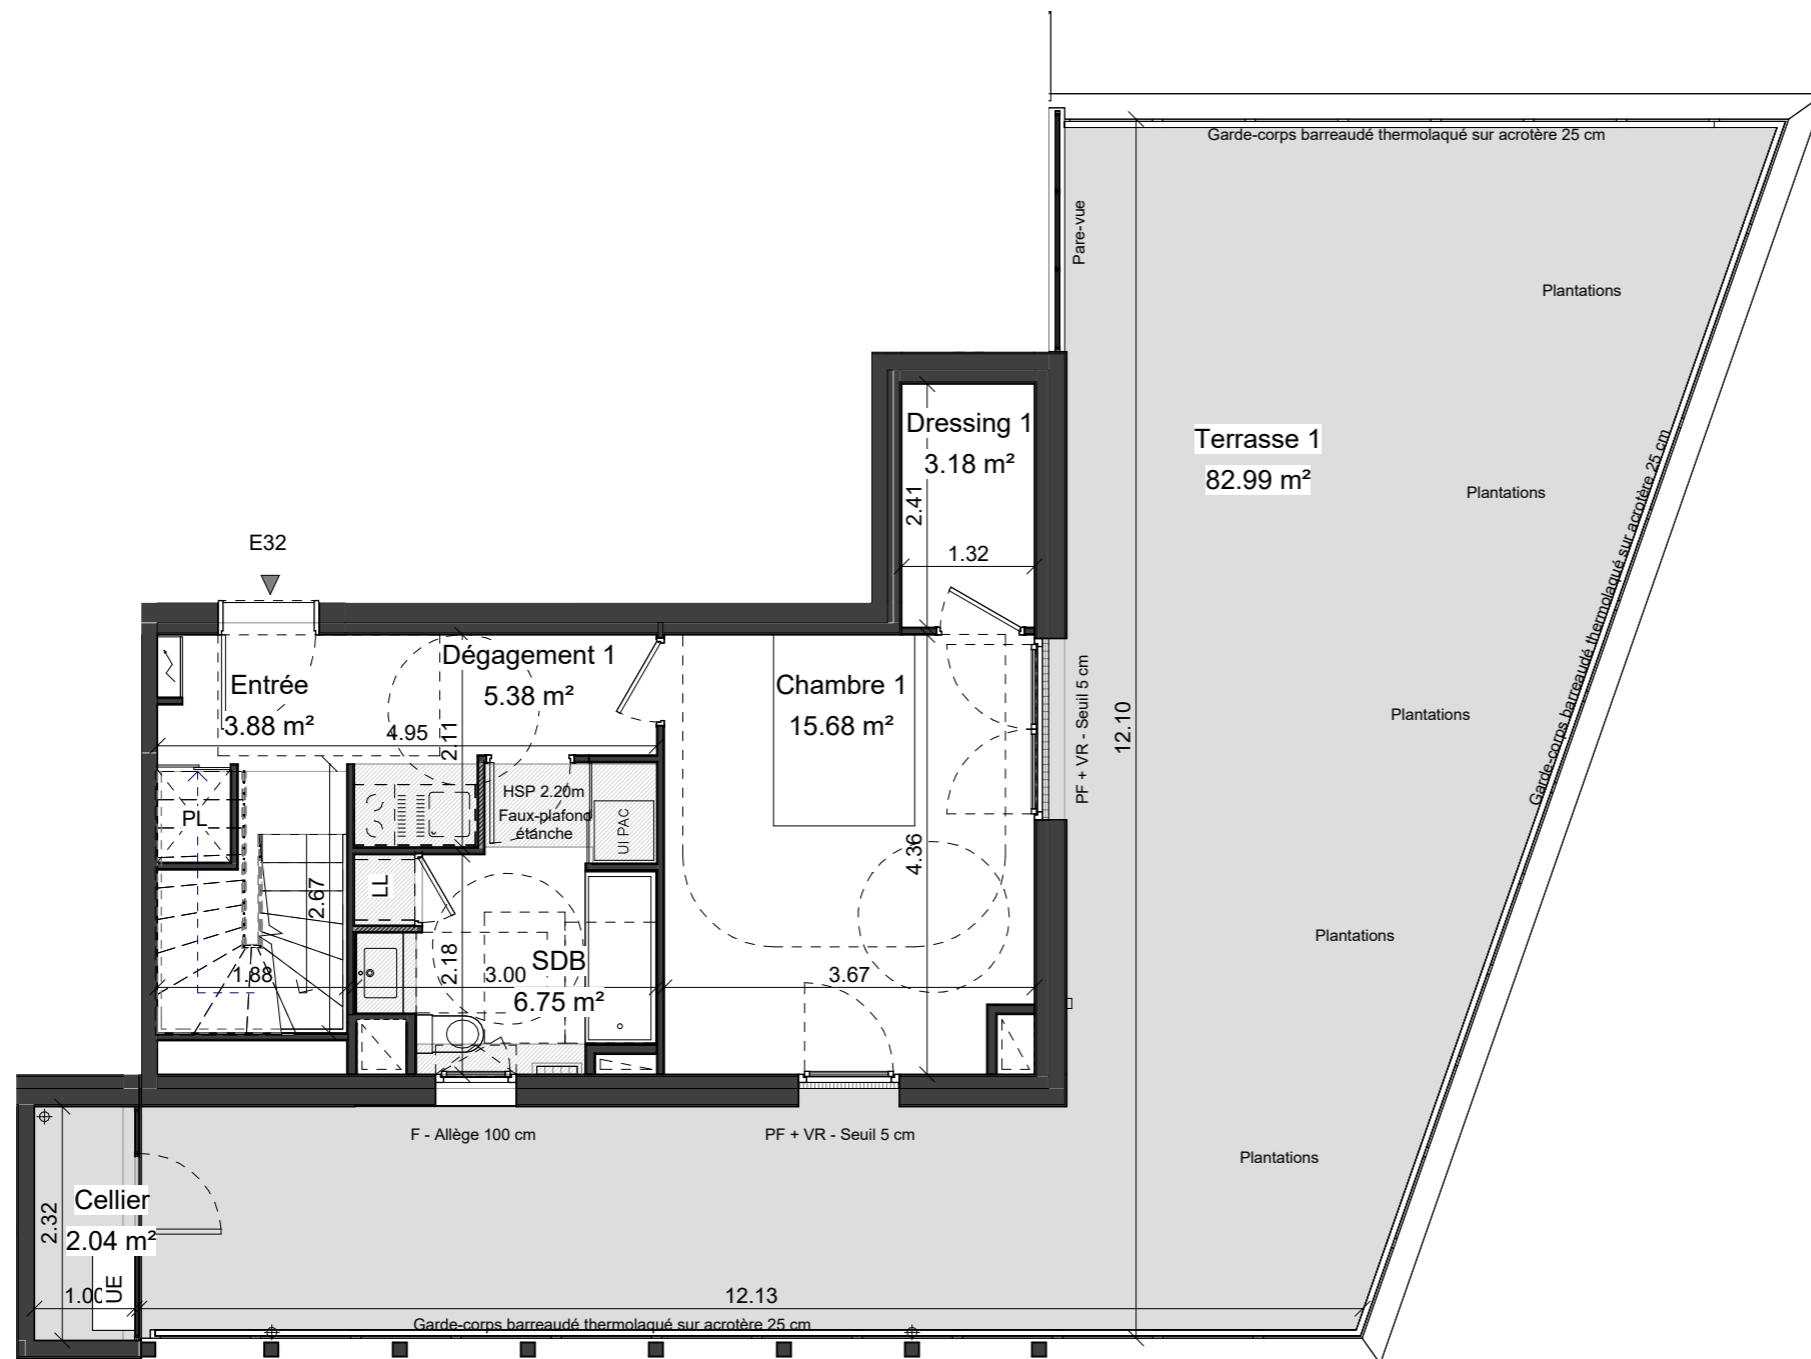 Garde-corps barreaudé thermolaqué sur acrotère 25 cm
Pare-vue
Plantations
Dressing 1
3.18 m²
2.41
1.32
Terrasse 1
82.99 m²
Plantations
Garde-corps barreaudé thermolaqué sur acrotère 25 cm
E32
Entrée
3.88 m²
Dégagement 1
5.38 m²
4.95
2.11
Chambre 1
15.68 m²
PF + VR - Seuil 5 cm
12.10
Plantations
PL
HSP 2.20m
Faux-plafond
étanche
UI PAC
LL
2.67
4.36
1.88
2.18
3.00
SDB
6.75 m²
3.67
Plantations
F - Allège 100 cm
PF + VR - Seuil 5 cm
Plantations
Cellier
2.04 m²
2.32
1.00
UE
12.13
Garde-corps barreaudé thermolaqué sur acrotère 25 cm